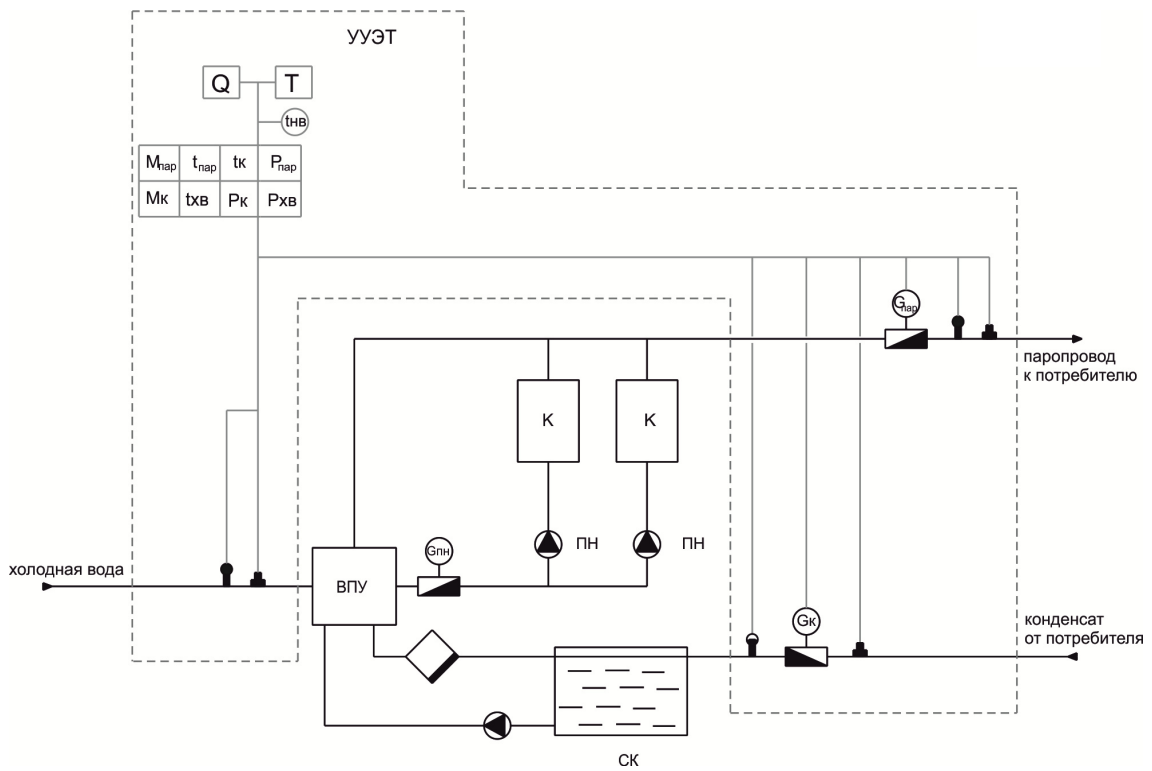 УУЭТ
Q T
tнв
Mпар tпар tк Pпар
Mк tхв Pк Pхв
Gпар
паропровод
к потребителю
К К
ПН ПН
Gпн
холодная вода
ВПУ
Gк
конденсат
от потребителя
СК